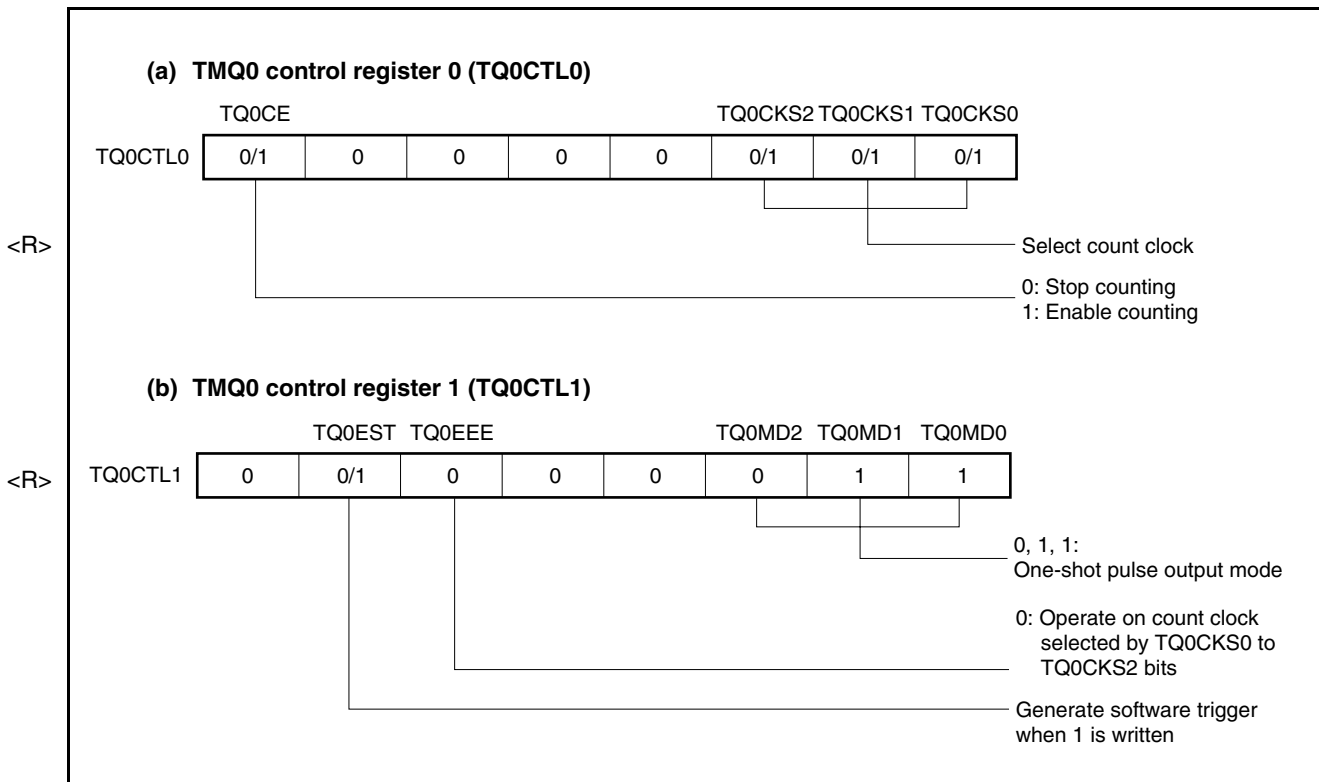 (a) TMQ0 control register 0 (TQ0CTL0)
TQ0CE TQ0CKS2 TQ0CKS1 TQ0CKS0
TQ0CTL0 0/1 0 0 0 0 0/1 0/1 0/1
<R> Select count clock
0: Stop counting
1: Enable counting
(b) TMQ0 control register 1 (TQ0CTL1)
TQ0EST TQ0EEE TQ0MD2 TQ0MD1 TQ0MD0
<R> TQ0CTL1 0 0/1 0 0 0 0 1 1
0, 1, 1:
One-shot pulse output mode
0: Operate on count clock
selected by TQ0CKS0 to
TQ0CKS2 bits
Generate software trigger
when 1 is written